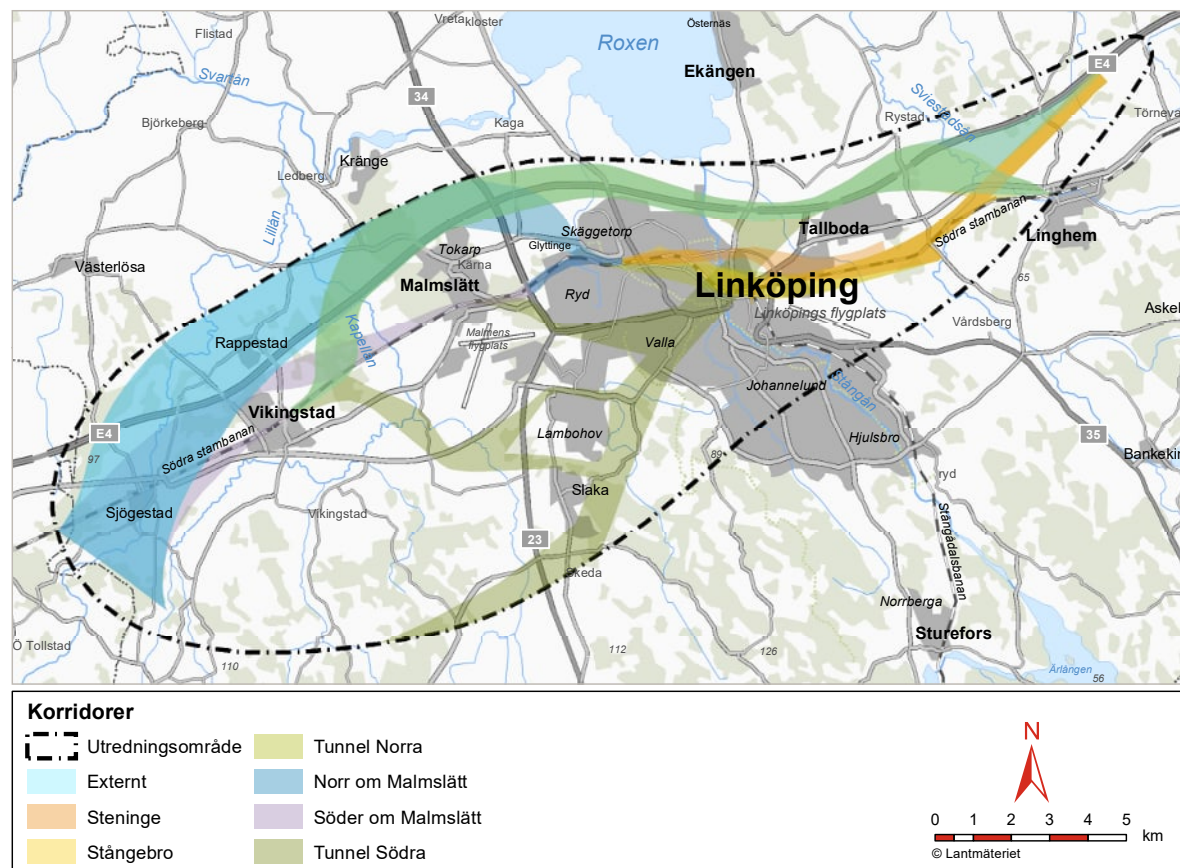 Flistad
Vreta kloster
Östernäs
Roxen
Ekängen
E4
Svartån
34
Sviestadsån
Björkeberg
Kaga
Rystad
Törneva
Kränge
Ledberg
Lillån
Skäggetorp
Tallboda
Södra stambanan
Linghem
Tokarp
Glyttinge
Kärna
Västerlösa
Malmslätt
Ryd
Linköping
65
Kapellån
Malmens
flygplats
Linköpings flygplats
Vårdsberg
Askel
Rappestad
Valla
Johannelund
Stångån
Vikingstad
E4
Lambohov
Hjulsbro
35
97
Södra stambanan
89
Bankekin
ryd
Slaka
Sjögestad
Vikingstad
23
Stångådalsbanan
Skeda
Norrberga
Sturefors
Ö Tollstad
110
112
126
Ärlången
56
Korridorer
Utredningsområde
Externt
Steninge
Stångebro
Tunnel Norra
Norr om Malmslätt
Söder om Malmslätt
Tunnel Södra
N
0 1 2 3 4 5
km
© Lantmäteriet